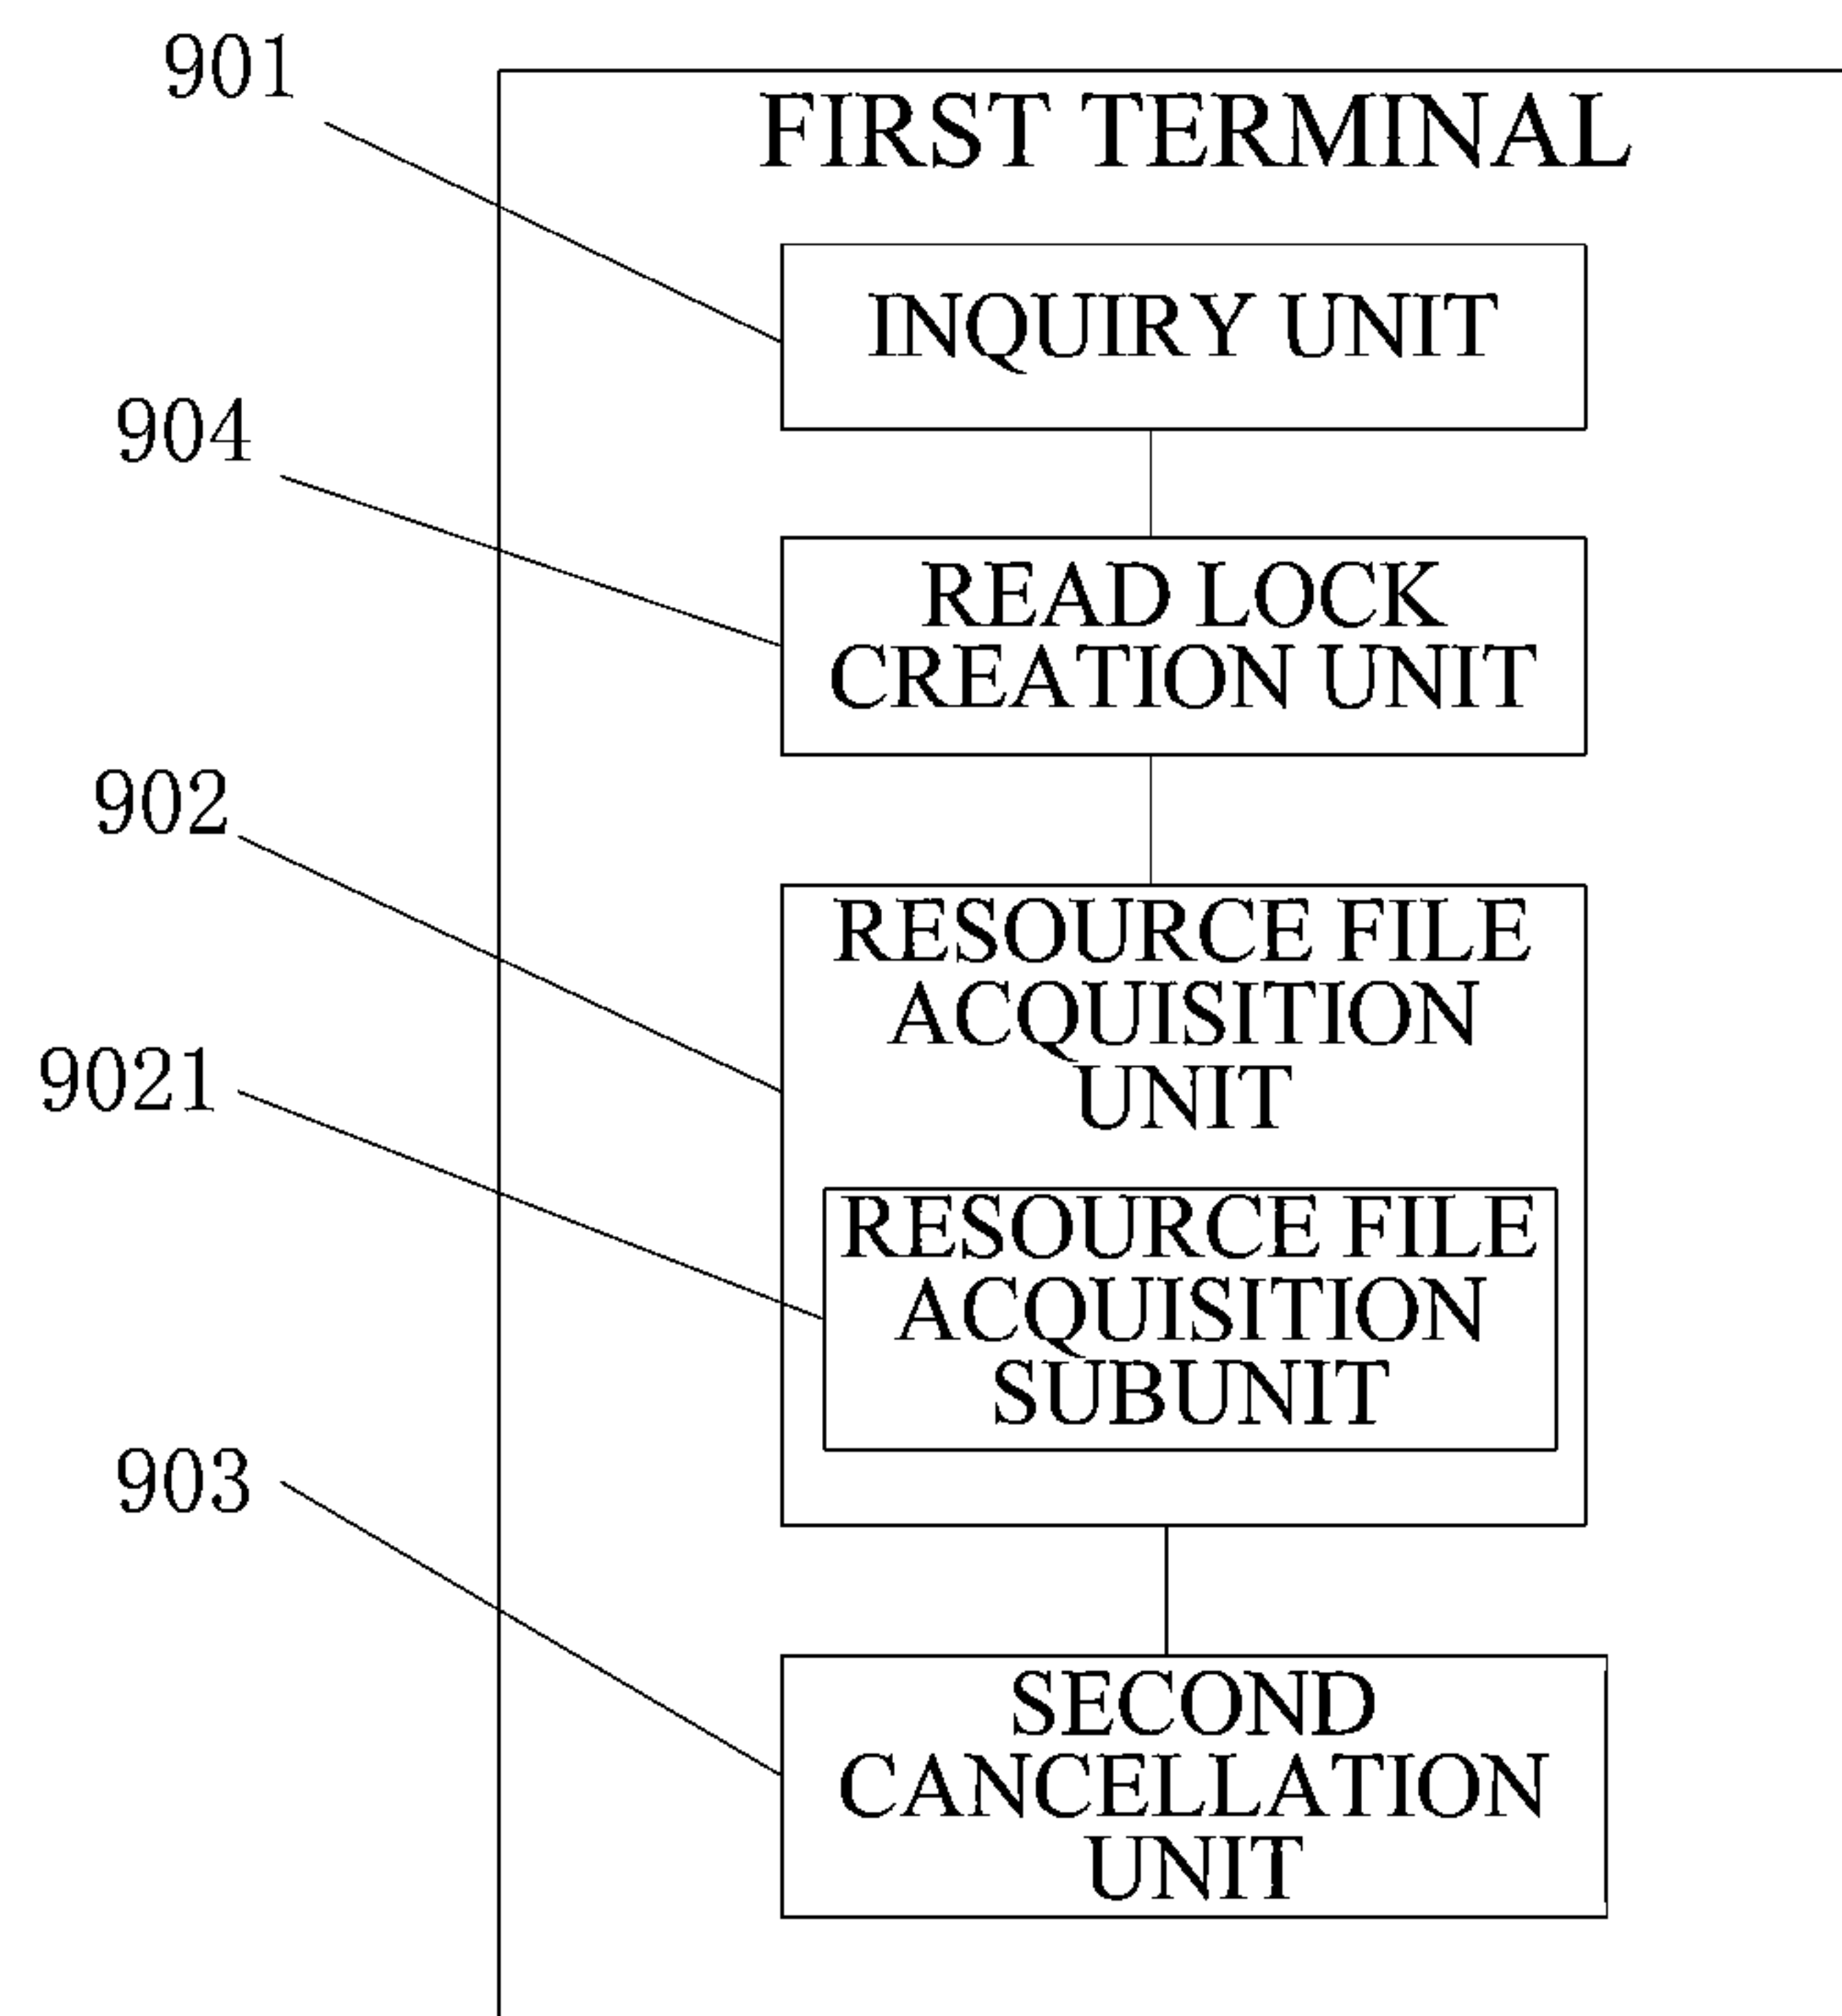 901
FIRST TERMINAL
INQUIRY UNIT
904
READ LOCK
CREATION UNIT
902
RESOURCE FILE
ACQUISITION
UNIT
9021
RESOURCE FILE
ACQUISITION
SUBUNIT
903
SECOND
CANCELLATION
UNIT